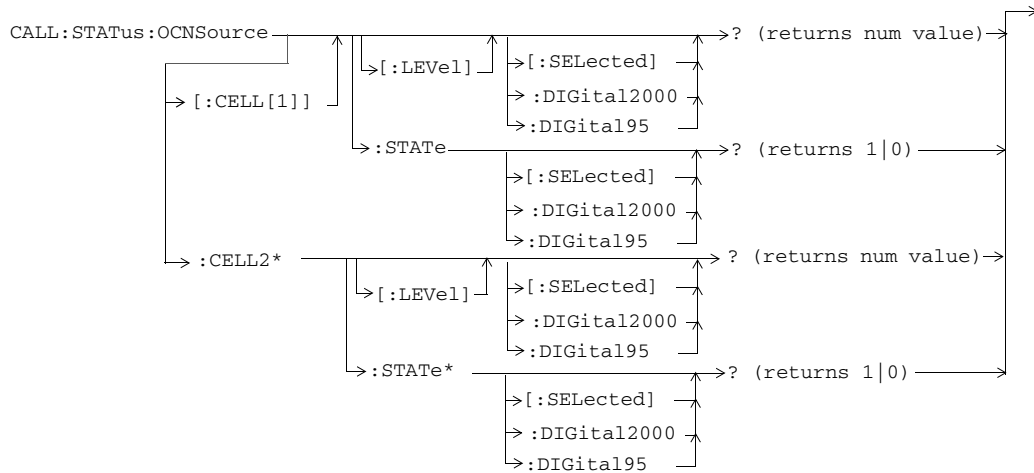 CALL:STATus:OCNSource ? (returns num value)
[:LEVel] [:SELected]
[:CELL[1]] :DIGital2000
:DIGital95
:STATe ? (returns 1|0)
[:SELected]
:DIGital2000
:DIGital95
:CELL2* ? (returns num value)
[:LEVel] [:SELected]
:DIGital2000
:DIGital95
:STATe* ? (returns 1|0)
[:SELected]
:DIGital2000
:DIGital95